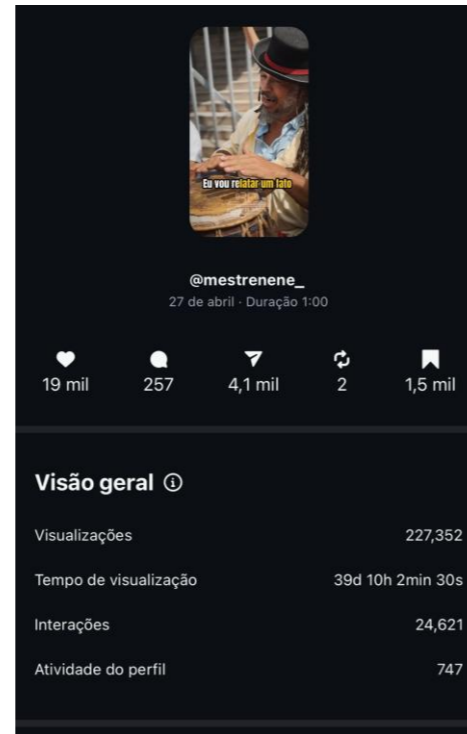 Eu vou relatar um fato
@mestrenene_
27 de abril · Duração 1:00
19 mil 257 4,1 mil 2 1,5 mil
Visão geral
Visualizações 227,352
Tempo de visualização 39d 10h 2min 30s
Interações 24,621
Atividade do perfil 747